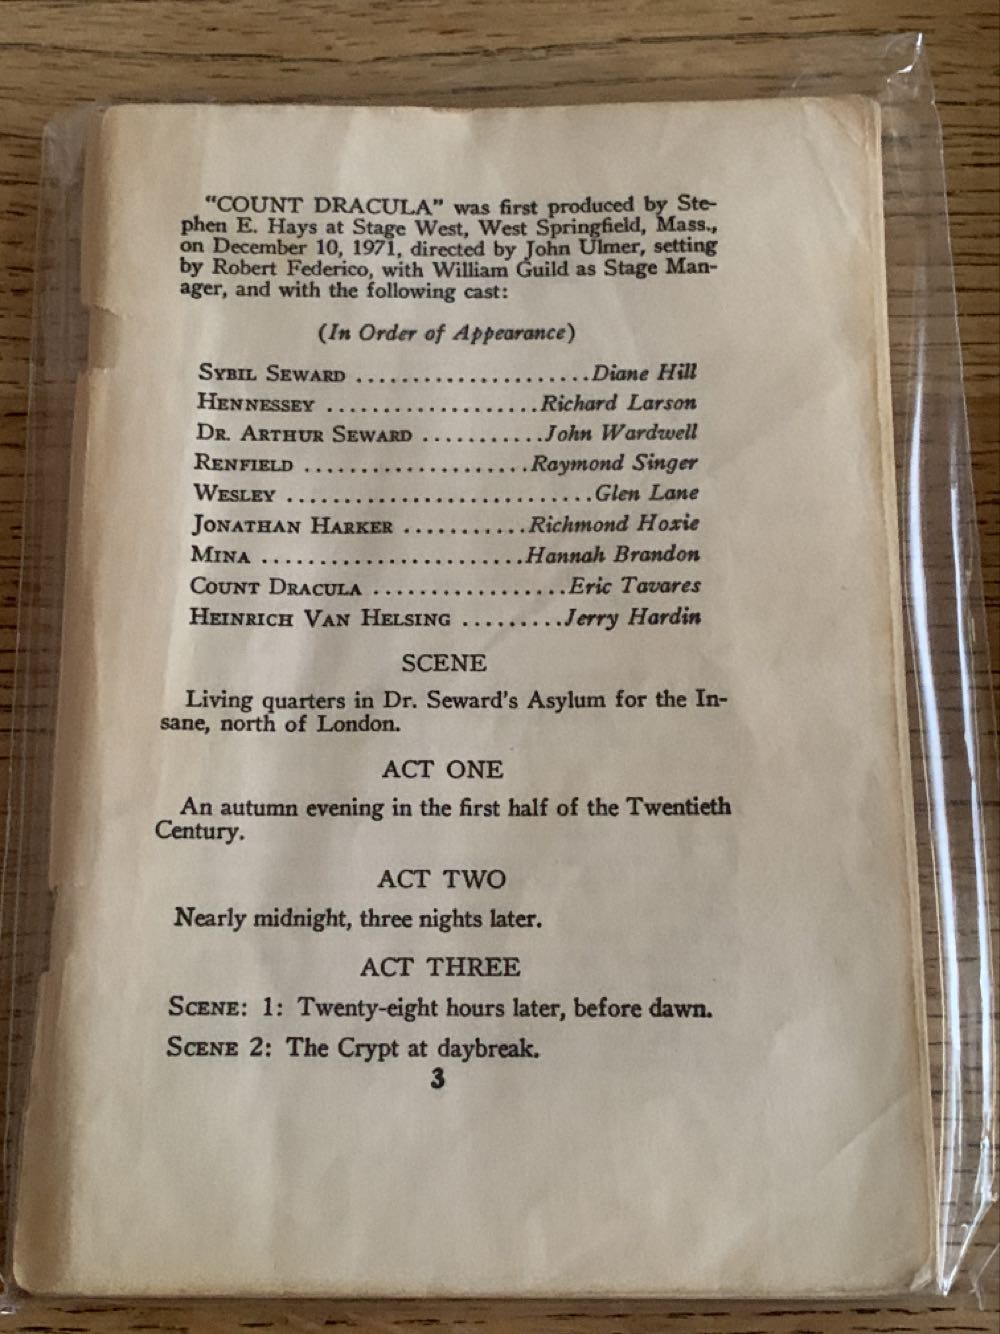 "COUNT DRACULA" was first produced by Ste-
phen E. Hays at Stage West, West Springfield, Mass.,
on December 10, 1971, directed by John Ulmer, setting
by Robert Federico, with William Guild as Stage Man-
ager, and with the following cast:
(In Order of Appearance)
SYBIL SEWARD .....................Diane Hill
HENNESSEY ..................Richard Larson
DR. ARTHUR SEWARD ...........John Wardwell
RENFIELD ...................Raymond Singer
WESLEY ..........................Glen Lane
JONATHAN HARKER ...........Richmond Hoxie
MINA .......................Hannah Brandon
COUNT DRACULA .................Eric Tavares
HEINRICH VAN HELSING .........Jerry Hardin
SCENE
Living quarters in Dr. Seward's Asylum for the In-
sane, north of London.
ACT ONE
An autumn evening in the first half of the Twentieth
Century.
ACT TWO
Nearly midnight, three nights later.
ACT THREE
SCENE: 1: Twenty-eight hours later, before dawn.
SCENE 2: The Crypt at daybreak.
3